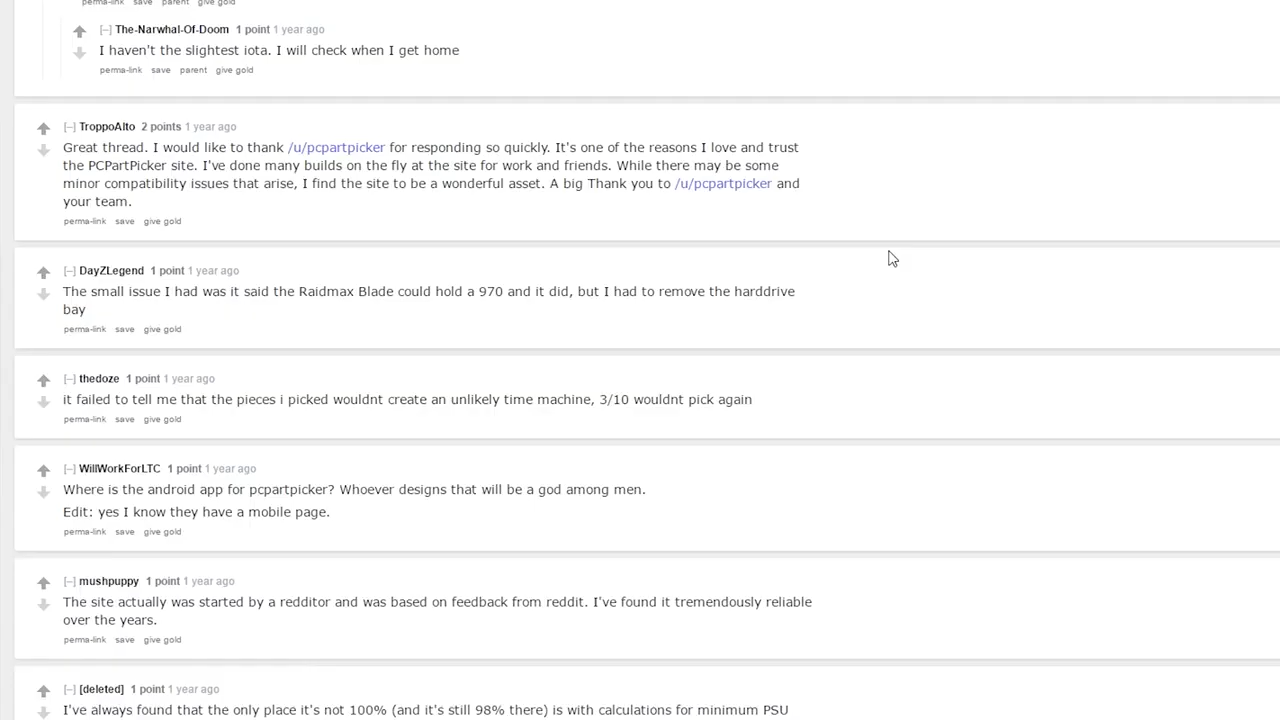 perma-link save parent give gold
[–] The-Narwhal-Of-Doom 1 point 1 year ago
I haven't the slightest iota. I will check when I get home
perma-link save parent give gold
[–] TroppoAlto 2 points 1 year ago
Great thread. I would like to thank /u/pcpartpicker for responding so quickly. It's one of the reasons I love and trust
the PCPartPicker site. I've done many builds on the fly at the site for work and friends. While there may be some
minor compatibility issues that arise, I find the site to be a wonderful asset. A big Thank you to /u/pcpartpicker and
your team.
perma-link save give gold
[–] DayZLegend 1 point 1 year ago
The small issue I had was it said the Raidmax Blade could hold a 970 and it did, but I had to remove the harddrive
bay
perma-link save give gold
[–] thedoze 1 point 1 year ago
it failed to tell me that the pieces i picked wouldnt create an unlikely time machine, 3/10 wouldnt pick again
perma-link save give gold
[–] WillWorkForLTC 1 point 1 year ago
Where is the android app for pcpartpicker? Whoever designs that will be a god among men.
Edit: yes I know they have a mobile page.
perma-link save give gold
[–] mushpuppy 1 point 1 year ago
The site actually was started by a redditor and was based on feedback from reddit. I've found it tremendously reliable
over the years.
perma-link save give gold
[–] [deleted] 1 point 1 year ago
I've always found that the only place it's not 100% (and it's still 98% there) is with calculations for minimum PSU